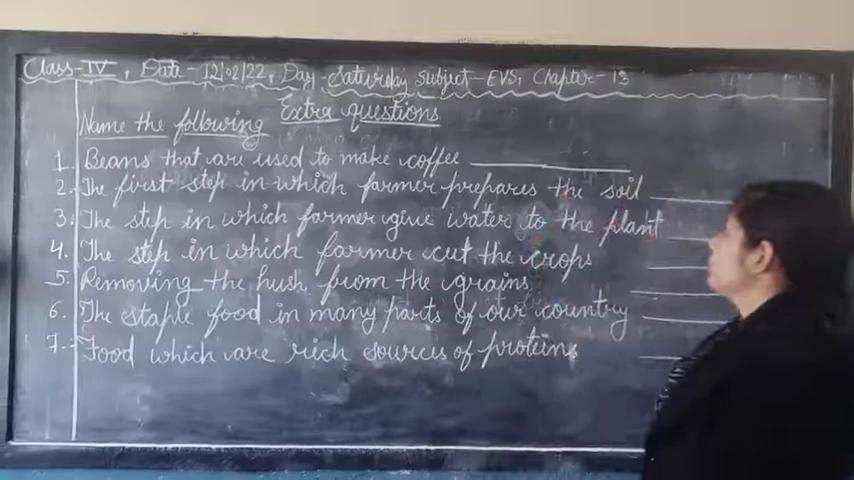 Class-IV, Date-12/02/22, Day-Saturday Subject-EVS, Chapter-13
Extra questions
Name the following
1. Beans that are used to make coffee
2. The first step in which farmer prepares the soil
3. The step in which farmer give water to the plant
4. The step in which farmer cut the crops
5. Removing the husk from the grains
6. The staple food in many parts of our country
7. Food which are rich sources of proteins